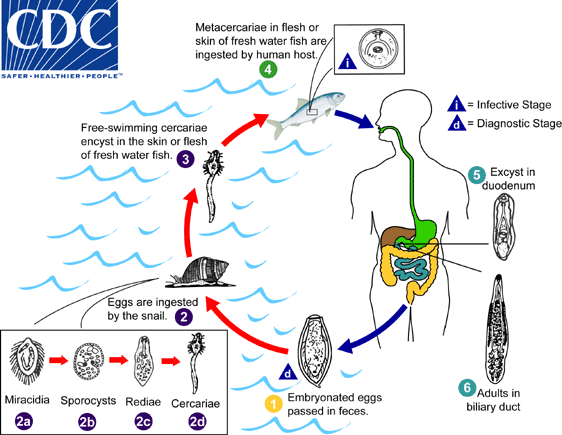 CDC
SAFER • HEALTHIER • PEOPLE™
Metacercariae in flesh or
skin of fresh water fish are
ingested by human host.
4
i
i = Infective Stage
d = Diagnostic Stage
Free-swimming cercariae
encyst in the skin or flesh
of fresh water fish. 3
5 Excyst in
duodenum
Eggs are ingested
by the snail. 2
d
1 Embryonated eggs
passed in feces.
6 Adults in
biliary duct
Miracidia Sporocysts Rediae Cercariae
2a 2b 2c 2d